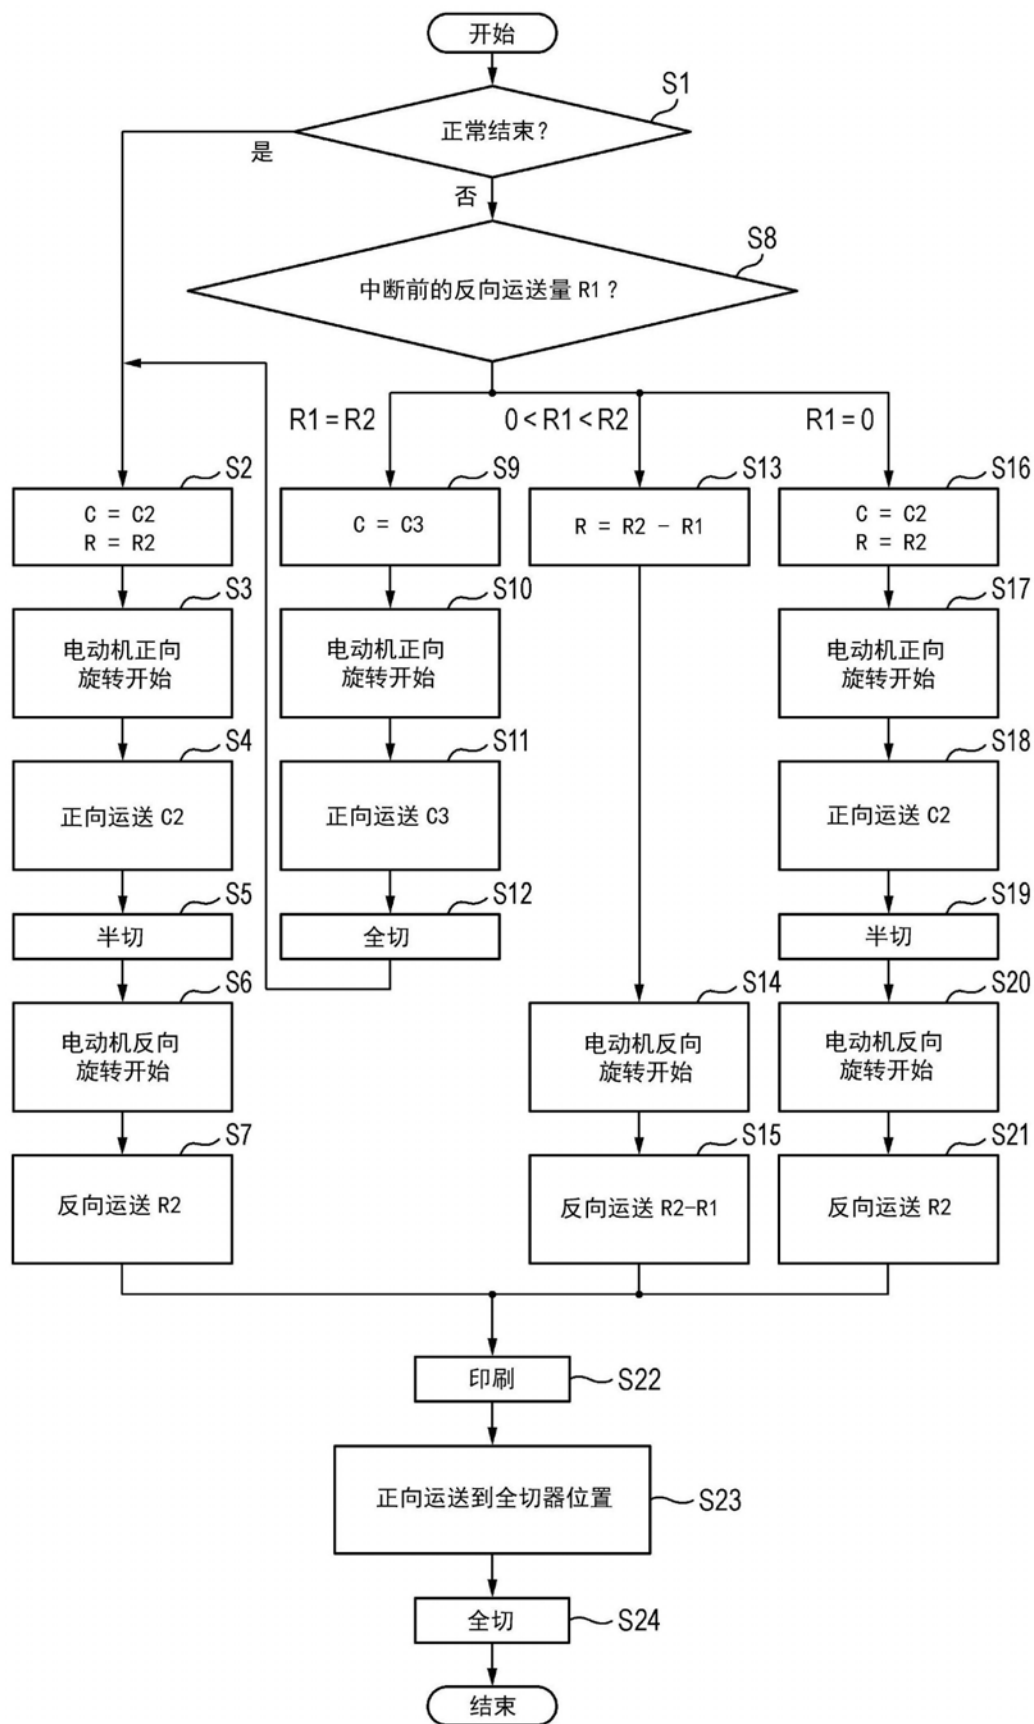 开始
S1
正常结束?
是
否
S8
中断前的反向运送量 R1 ?
R1=R2
0<R1<R2
R1=0
S2
C = C2
R = R2
S9
C = C3
S13
R = R2 - R1
S16
C = C2
R = R2
S3
电动机正向
旋转开始
S10
电动机正向
旋转开始
S17
电动机正向
旋转开始
S4
正向运送 C2
S11
正向运送 C3
S18
正向运送 C2
S5
半切
S12
全切
S19
半切
S6
电动机反向
旋转开始
S14
电动机反向
旋转开始
S20
电动机反向
旋转开始
S7
反向运送 R2
S15
反向运送 R2-R1
S21
反向运送 R2
印刷
S22
正向运送到全切器位置
S23
全切
S24
结束